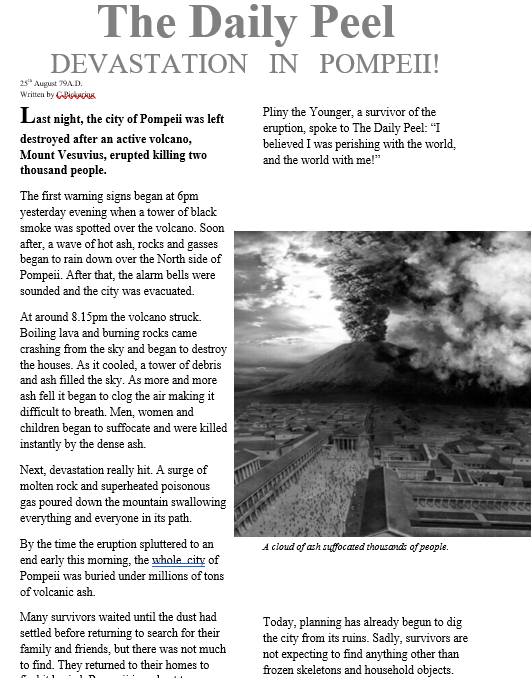 The Daily Peel
DEVASTATION IN POMPEII!
25th August 79A.D.
Written by C.Pickering
Last night, the city of Pompeii was left
destroyed after an active volcano,
Mount Vesuvius, erupted killing two
thousand people.
The first warning signs began at 6pm
yesterday evening when a tower of black
smoke was spotted over the volcano. Soon
after, a wave of hot ash, rocks and gasses
began to rain down over the North side of
Pompeii. After that, the alarm bells were
sounded and the city was evacuated.
At around 8.15pm the volcano struck.
Boiling lava and burning rocks came
crashing from the sky and began to destroy
the houses. As it cooled, a tower of debris
and ash filled the sky. As more and more
ash fell it began to clog the air making it
difficult to breath. Men, women and
children began to suffocate and were killed
instantly by the dense ash.
Next, devastation really hit. A surge of
molten rock and superheated poisonous
gas poured down the mountain swallowing
everything and everyone in its path.
By the time the eruption spluttered to an
end early this morning, the whole city of
Pompeii was buried under millions of tons
of volcanic ash.
Many survivors waited until the dust had
settled before returning to search for their
family and friends, but there was not much
to find. They returned to their homes to
Pliny the Younger, a survivor of the
eruption, spoke to The Daily Peel: “I
believed I was perishing with the world,
and the world with me!”
A cloud of ash suffocated thousands of people.
Today, planning has already begun to dig
the city from its ruins. Sadly, survivors are
not expecting to find anything other than
frozen skeletons and household objects.